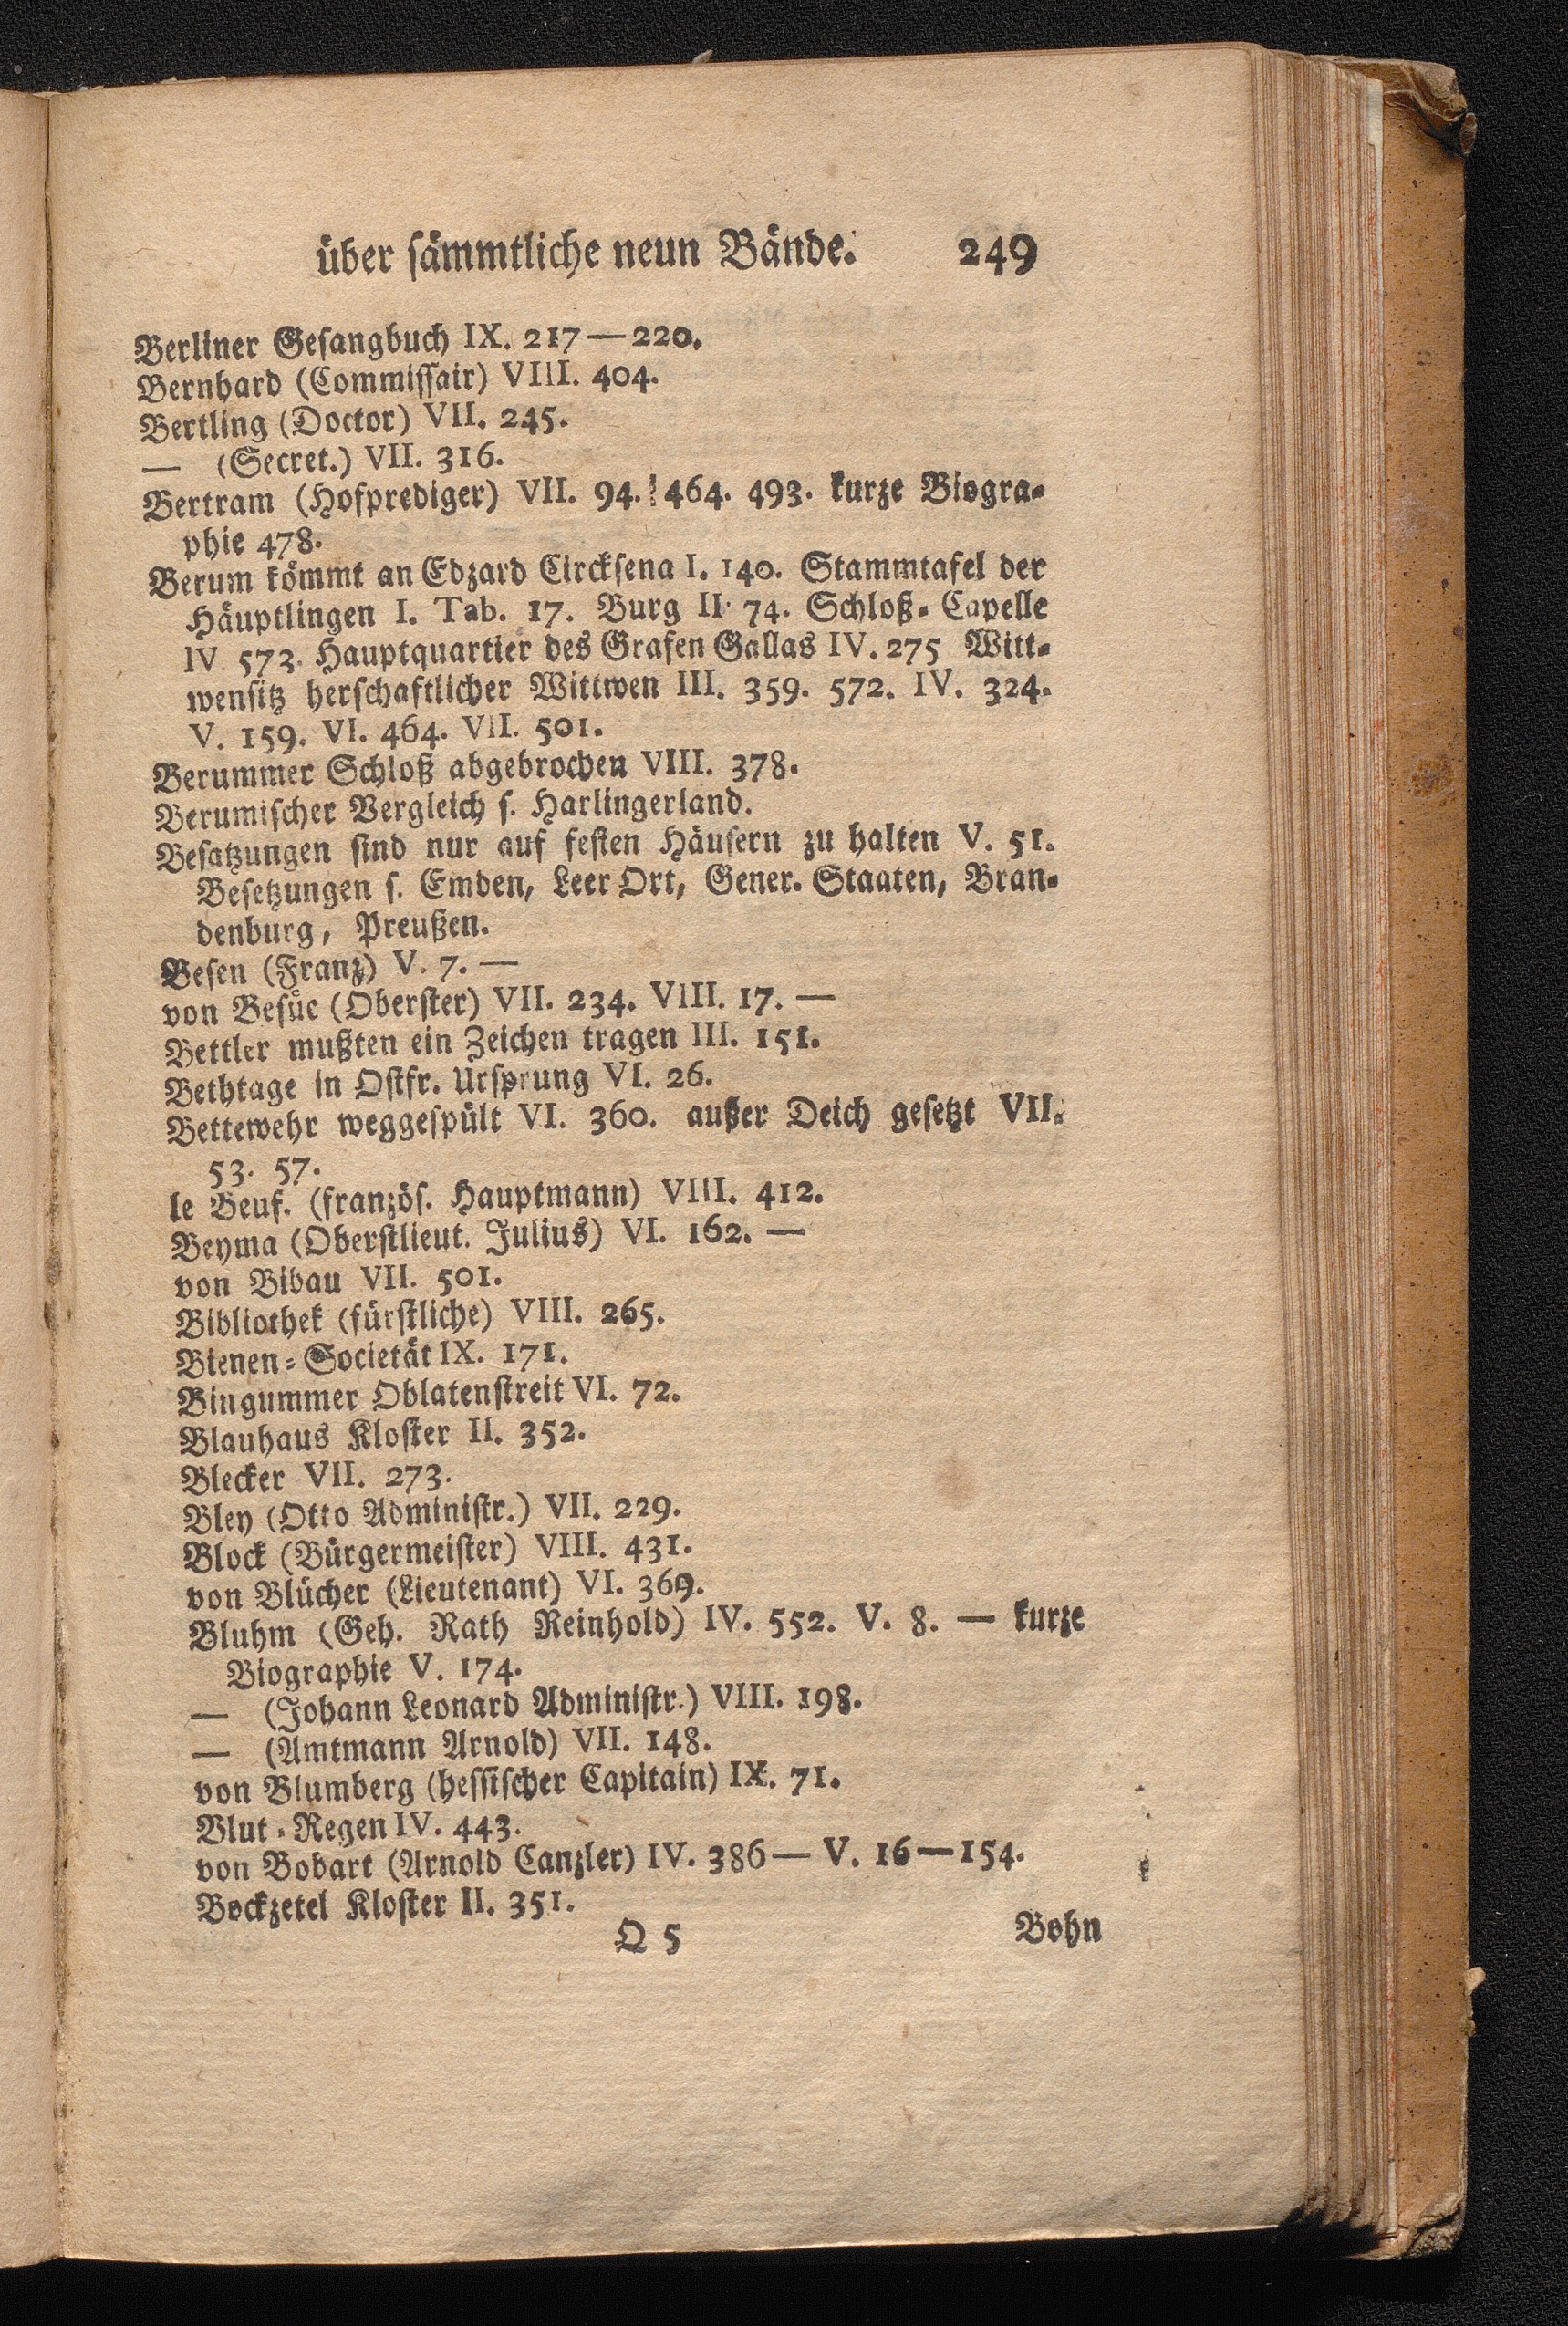 über sämmtliche neun Bände. 249
Berliner Gesangbuch IX. 217—220.
Bernhard (Commissair) VIII. 404.
Bertling (Doctor) VII. 245.
— (Secret.) VII. 316.
Bertram (Hofprediger) VII. 94. 464. 493. kurze Biogra-
phie 478.
Berum kömmt an Edzard Circksena I. 140. Stammtafel der
Häuptlingen I. Tab. 17. Burg II. 74. Schloß-Capelle
IV. 573. Hauptquartier des Grafen Gallas IV. 275 Witt-
wensitz herschaftlicher Wittwen III. 359. 572. IV. 324.
V. 159. VI. 464. VII. 501.
Berummer Schloß abgebrochen VIII. 378.
Berumischer Vergleich s. Harlingerland.
Besatzungen sind nur auf festen Häusern zu halten V. 51.
Besetzungen s. Emden, Leer Ort, Gener. Staaten, Bran-
denburg, Preußen.
Besen (Franz) V. 7. —
von Besüc (Oberster) VII. 234. VIII. 17. —
Bettler mußten ein Zeichen tragen III. 151.
Bethtage in Ostfr. Ursprung VI. 26.
Bettewehr weggespült VI. 360. außer Deich gesetzt VII.
53. 57.
le Beuf. (französ. Hauptmann) VIII. 412.
Beyma (Oberstlieut. Julius) VI. 162. —
von Bibau VII. 501.
Bibliothek (fürstliche) VIII. 265.
Bienen-Societät IX. 171.
Bingummer Oblatenstreit VI. 72.
Blauhaus Kloster II. 352.
Blecker VII. 273.
Bley (Otto Administr.) VII. 229.
Block (Bürgermeister) VIII. 431.
von Blücher (Lieutenant) VI. 369.
Bluhm (Geh. Rath Reinhold) IV. 552. V. 8. — kurze
Biographie V. 174.
— (Johann Leonard Administr.) VIII. 198.
— (Amtmann Arnold) VII. 148.
von Blumberg (hessischer Capitain) IX. 71.
Blut-Regen IV. 443.
von Bobart (Arnold Canzler) IV. 386— V. 16—154.
Bockzetel Kloster II. 351.
Q 5 Bohn